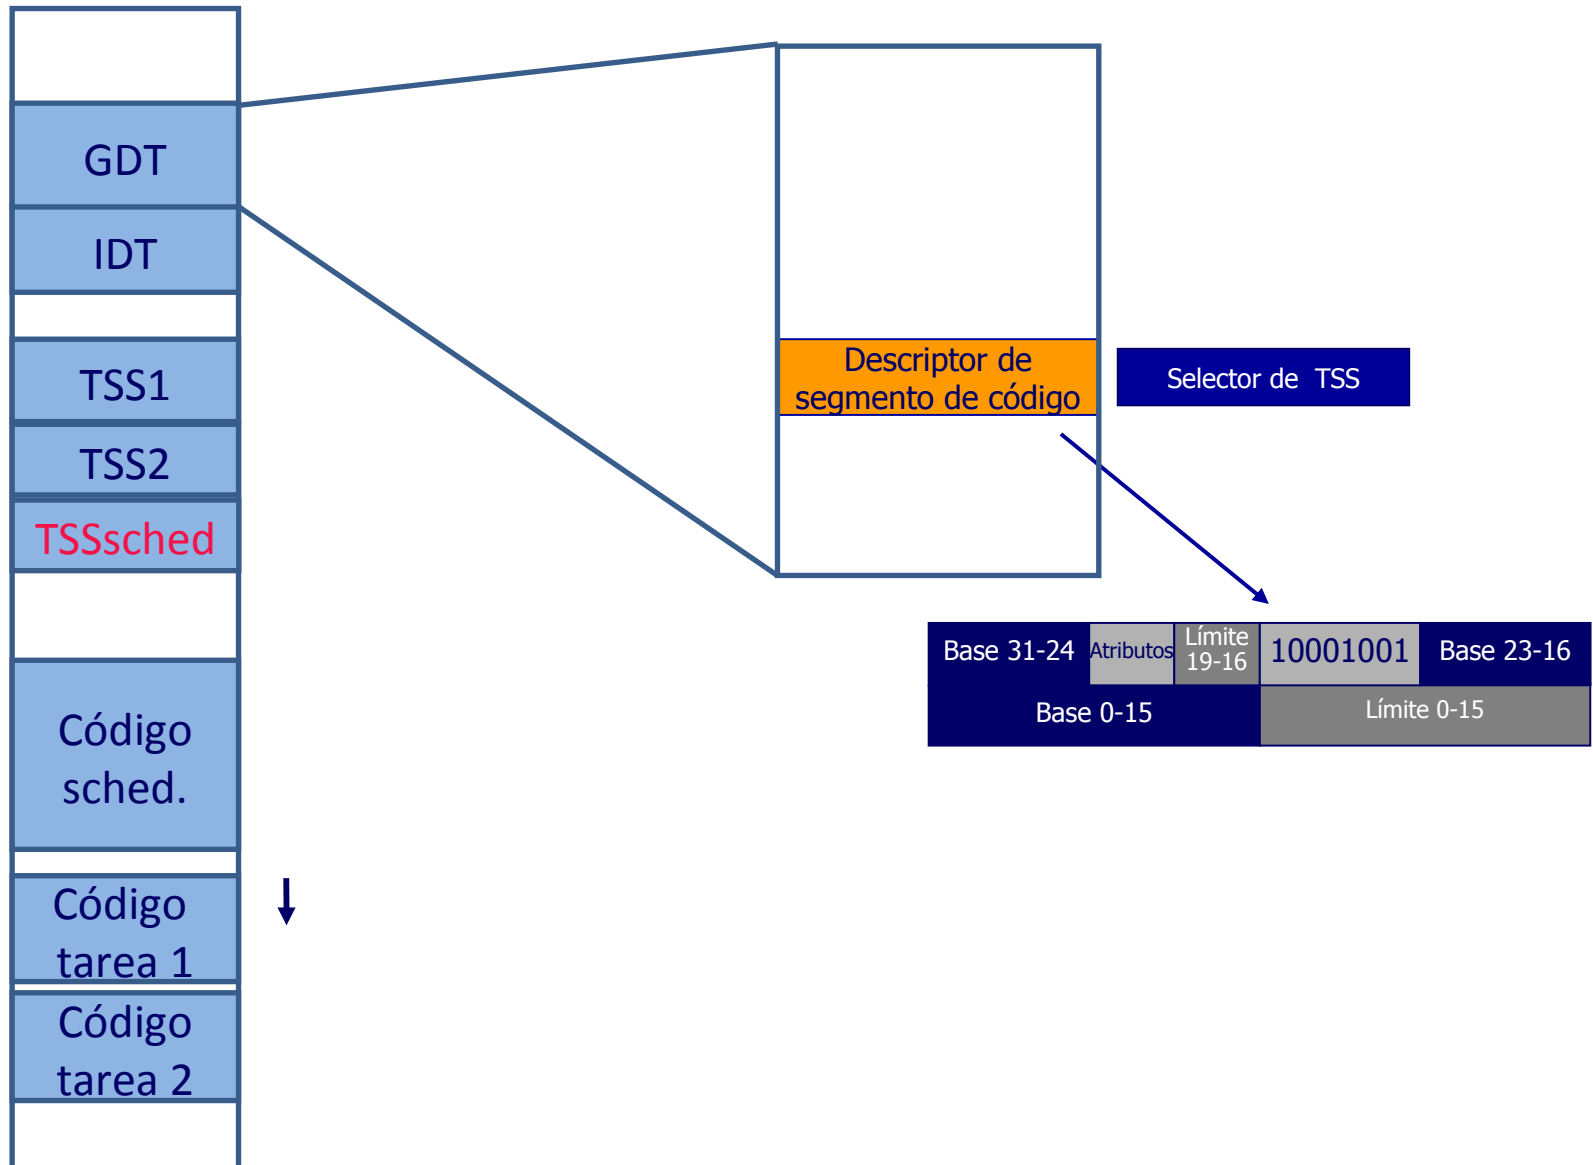 GDT
IDT
TSS1
TSS2
TSSsched
Código
sched.
Código
tarea 1
Código
tarea 2
Descriptor de
segmento de código
Selector de TSS
Base 31-24
Atributos
Límite
19-16
10001001
Base 23-16
Base 0-15
Límite 0-15